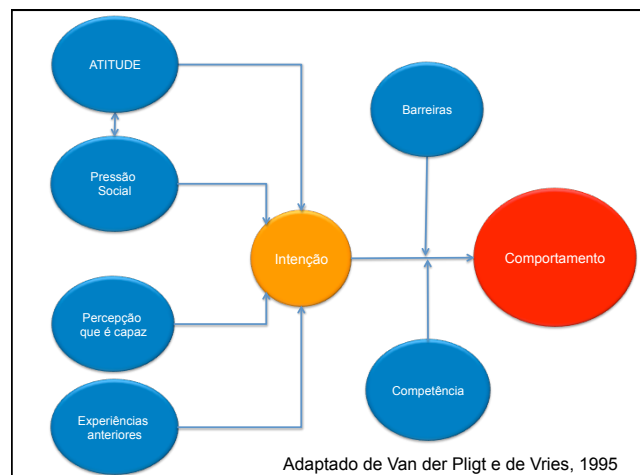 ATITUDE
Pressão
Social
Percepção
que é capaz
Experiências
anteriores
Intenção
Barreiras
Competência
Comportamento
Adaptado de Van der Pligt e de Vries, 1995